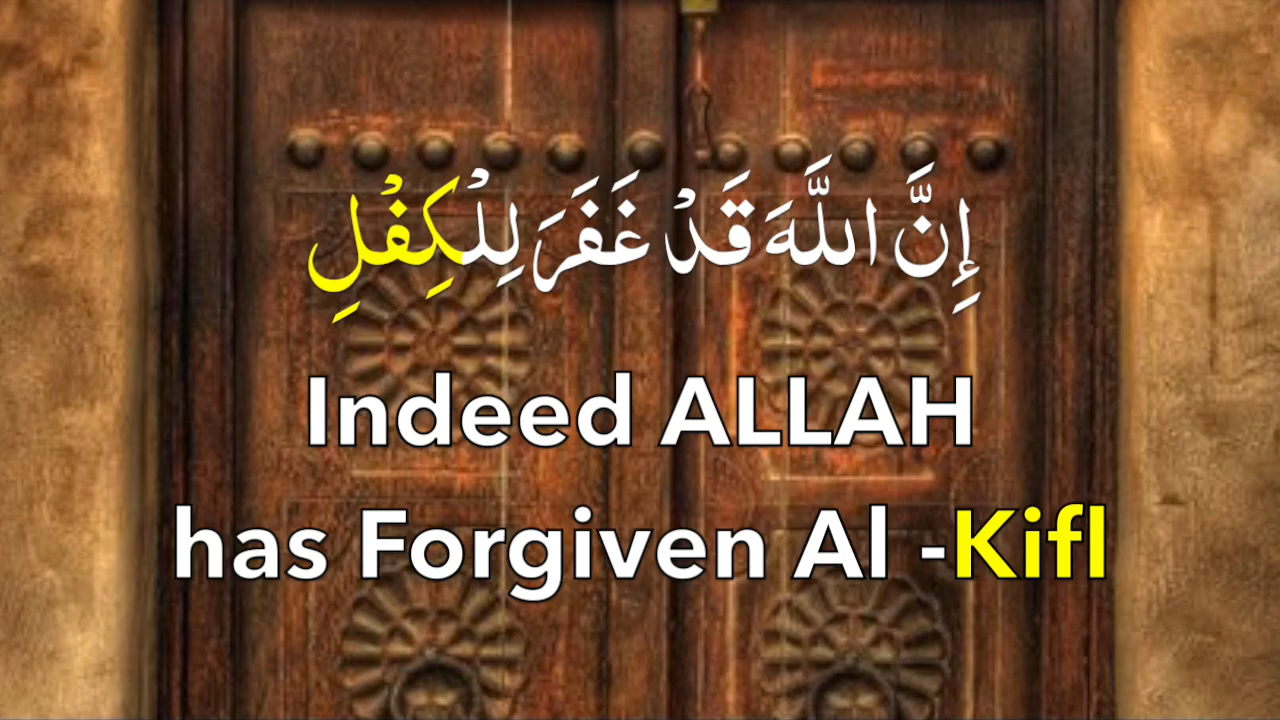 إِنَّ اللَّهَ قَدْ غَفَرَ لِلْكِفْلِ
Indeed ALLAH
has Forgiven Al -Kifl